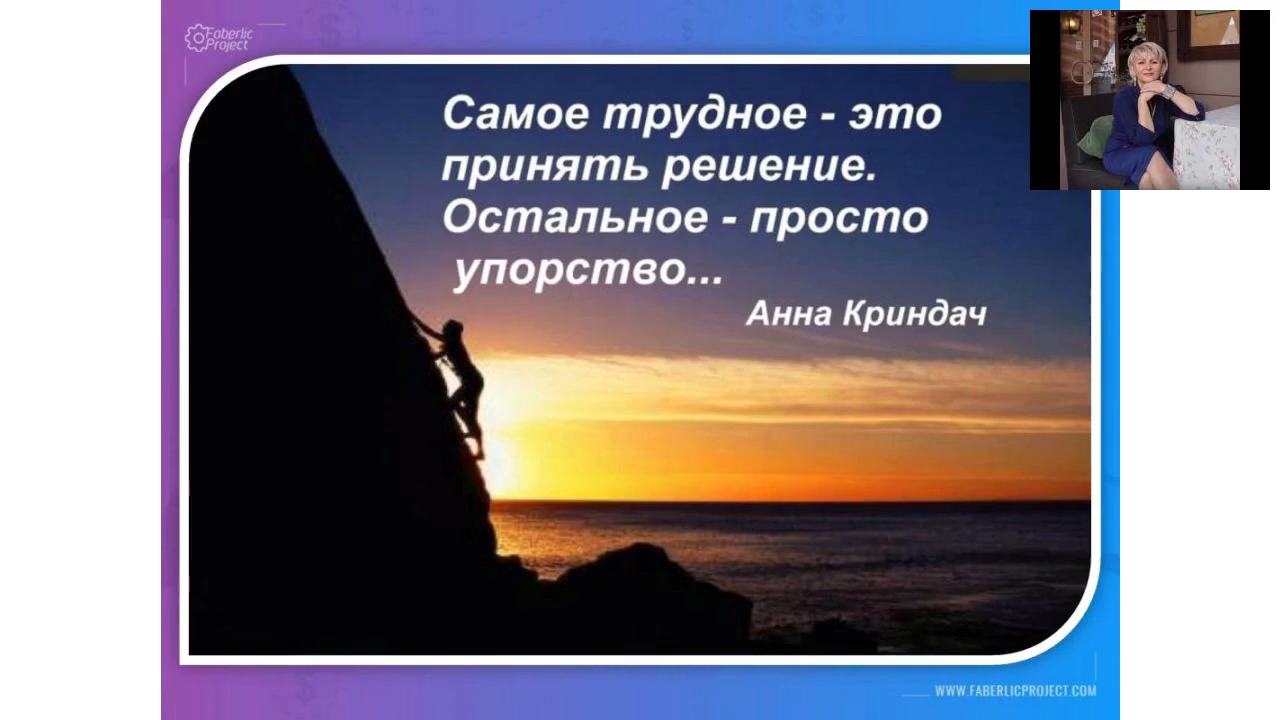 Faberlic
Project
Самое трудное - это
принять решение.
Остальное - просто
упорство...
Анна Криндач
WWW.FABERLICPROJECT.COM